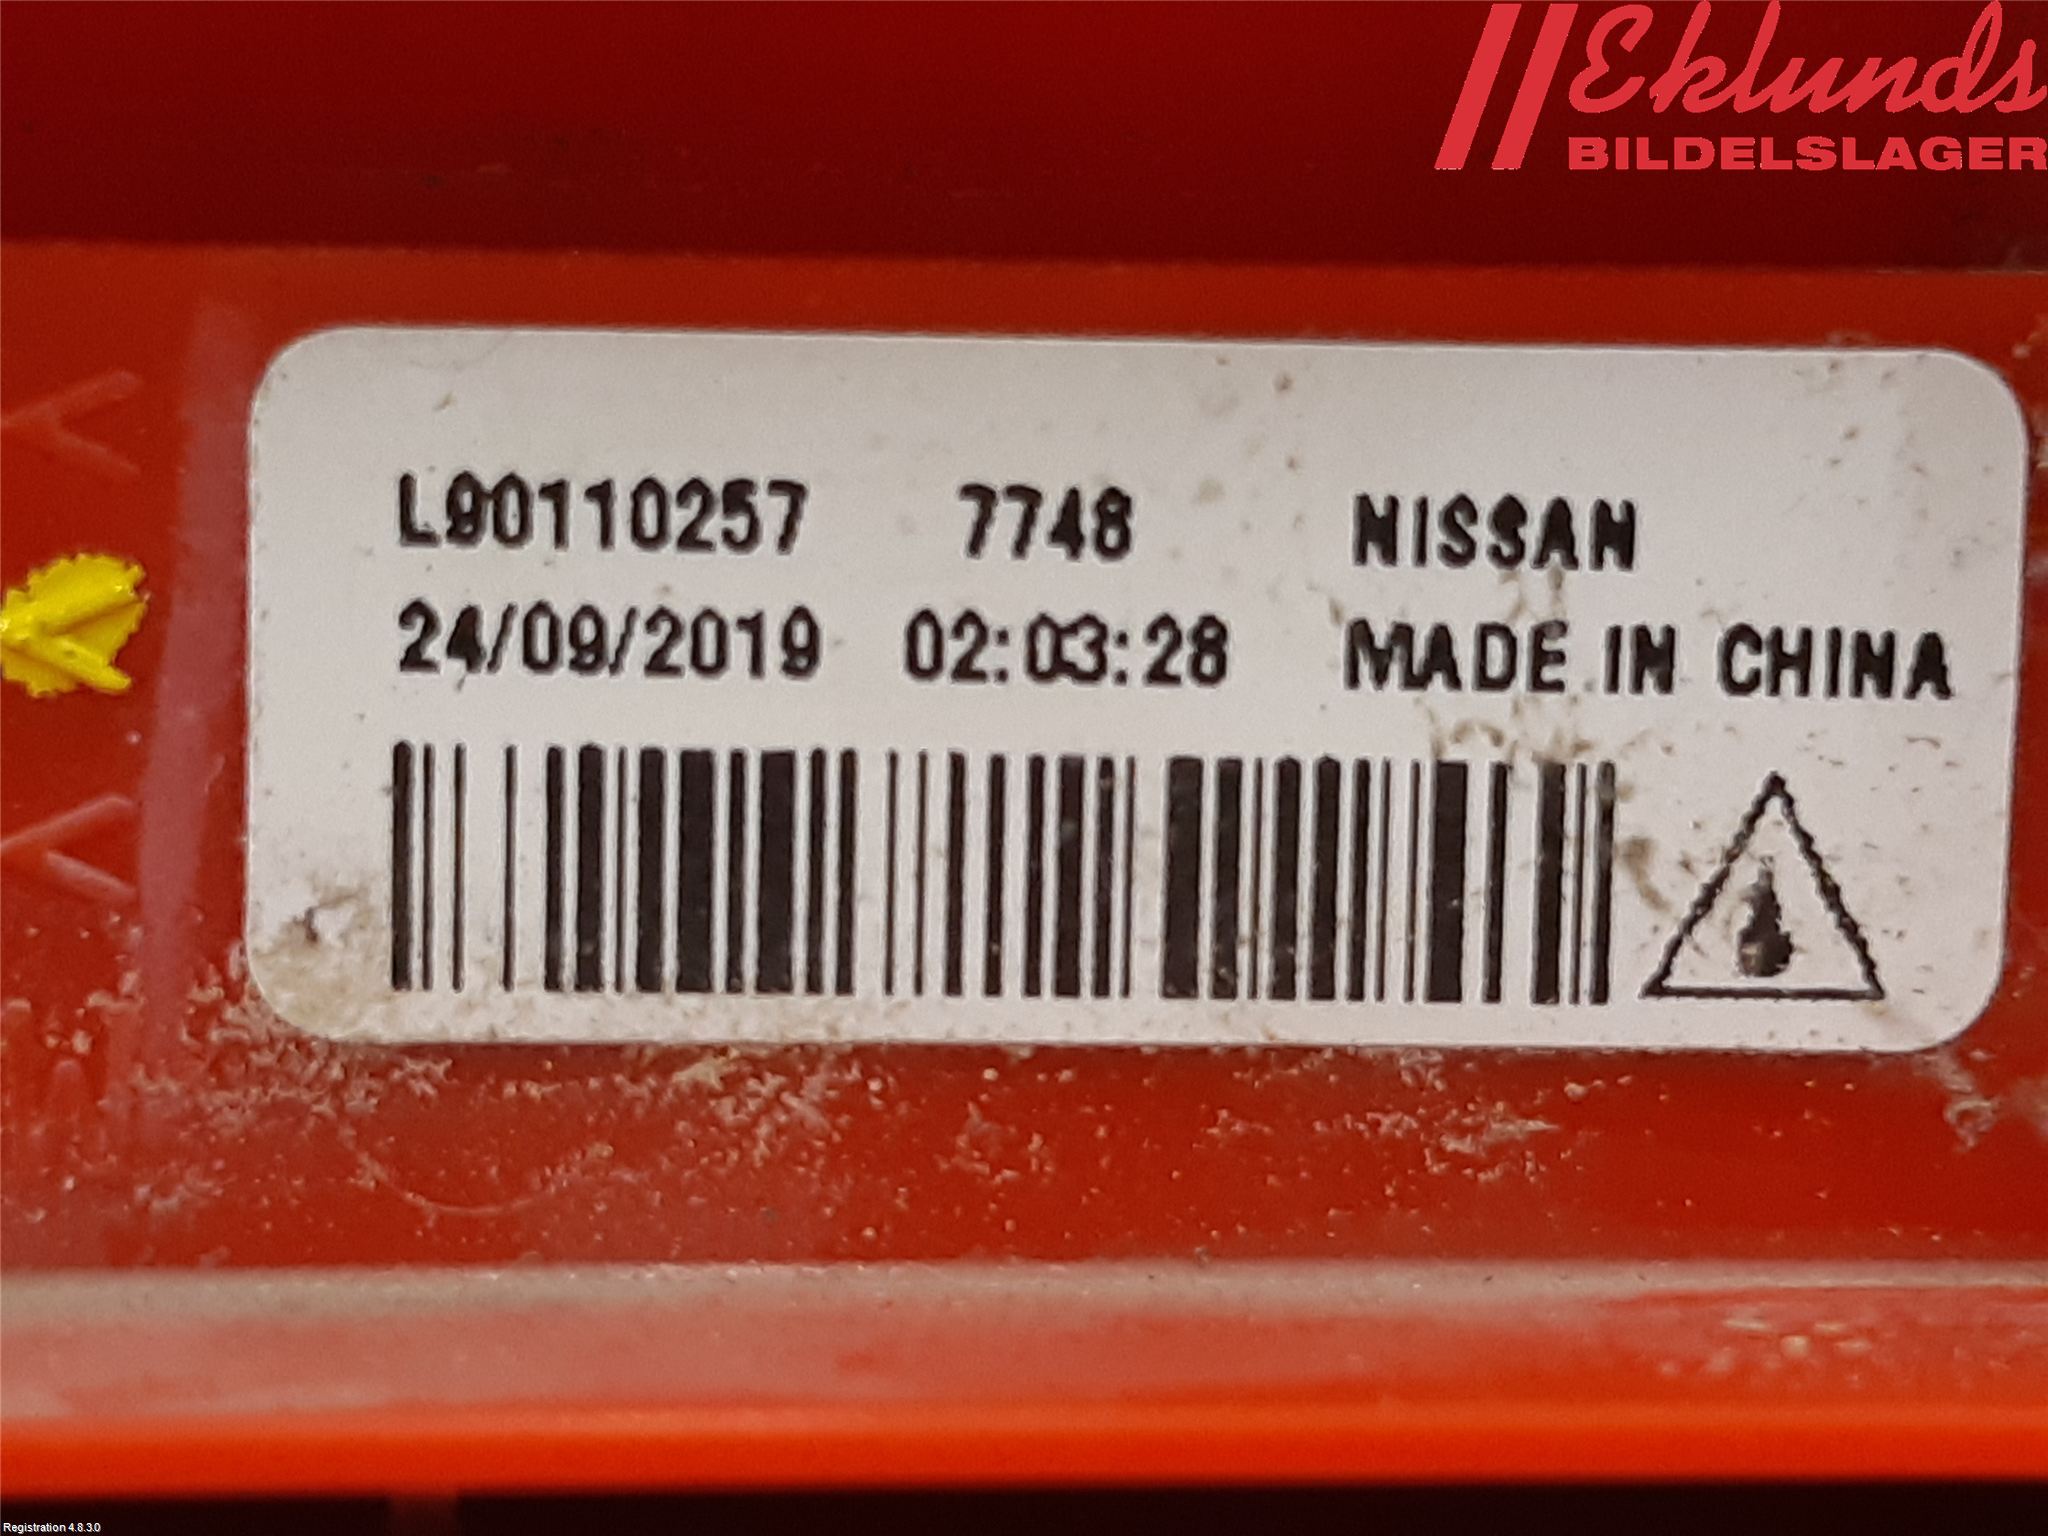 Eklunds
BILDELSLAGER
L90110257 7748 NISSAN
24/09/2019 02:03:28 MADE IN CHINA
Registration 4.8.3.0